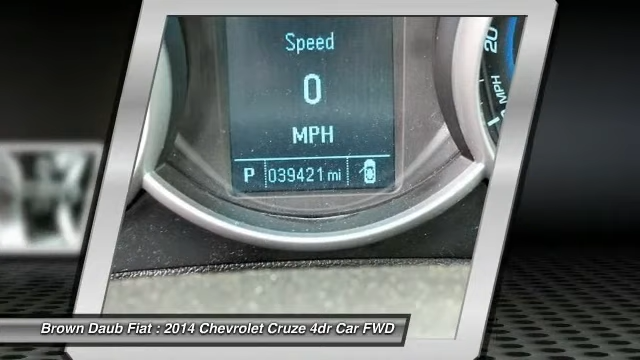 Speed
0
MPH
P 039421 mi
20
MPH
Brown Daub Fiat : 2014 Chevrolet Cruze 4dr Car FWD